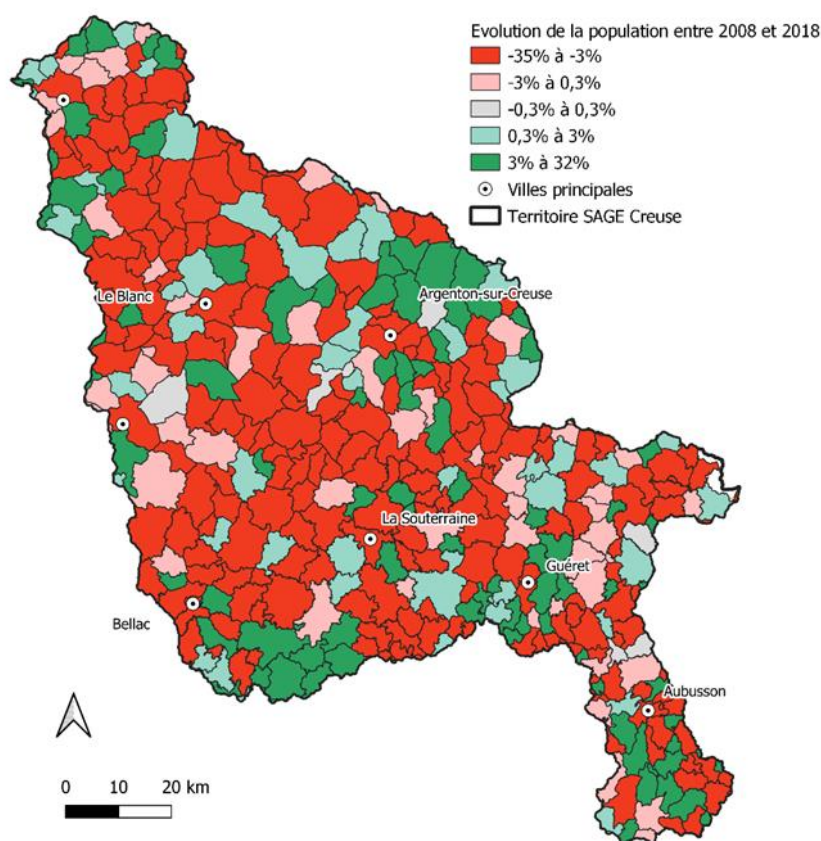 Evolution de la population entre 2008 et 2018
-35% à -3%
-3% à 0,3%
-0,3% à 0,3%
0,3% à 3%
3% à 32%
Villes principales
Territoire SAGE Creuse
Le Blanc
Argenton-sur-Creuse
La Souterraine
Guéret
Bellac
Aubusson
0 10 20 km